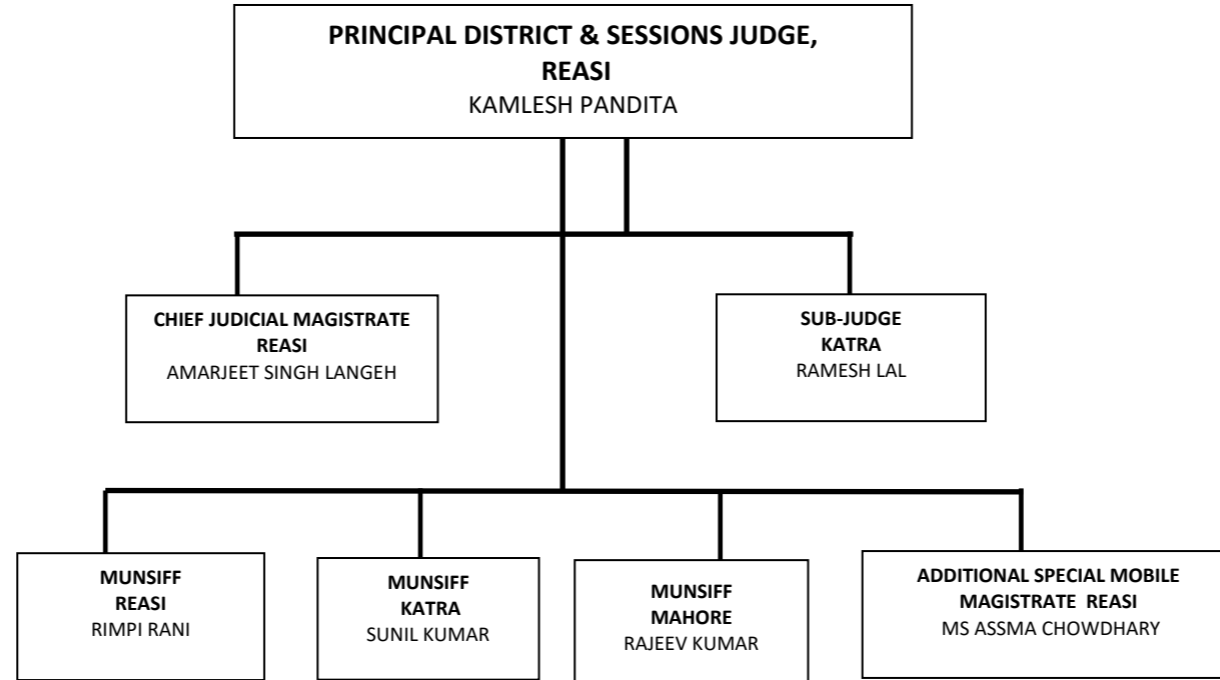 PRINCIPAL DISTRICT & SESSIONS JUDGE,
REASI
KAMLESH PANDITA
CHIEF JUDICIAL MAGISTRATE
REASI
AMARJEET SINGH LANGEH
SUB-JUDGE
KATRA
RAMESH LAL
MUNSIFF
REASI
RIMPI RANI
MUNSIFF
KATRA
SUNIL KUMAR
MUNSIFF
MAHORE
RAJEEV KUMAR
ADDITIONAL SPECIAL MOBILE
MAGISTRATE REASI
MS ASSMA CHOWDHARY